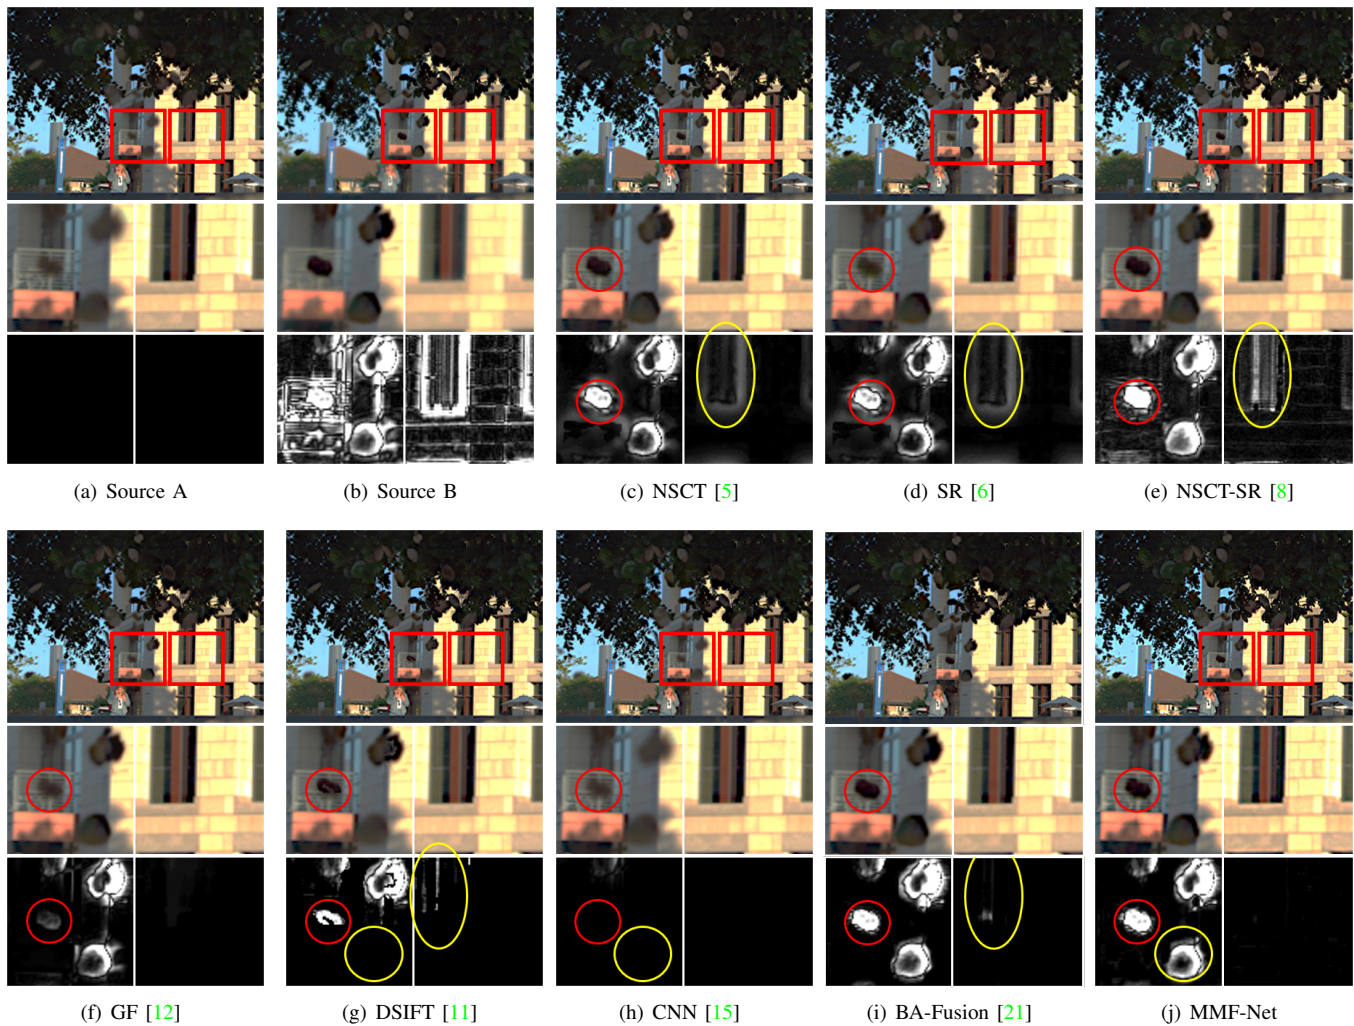 (a) Source A
(b) Source B
(c) NSCT [5]
(d) SR [6]
(e) NSCT-SR [8]
(f) GF [12]
(g) DSIFT [11]
(h) CNN [15]
(i) BA-Fusion [21]
(j) MMF-Net